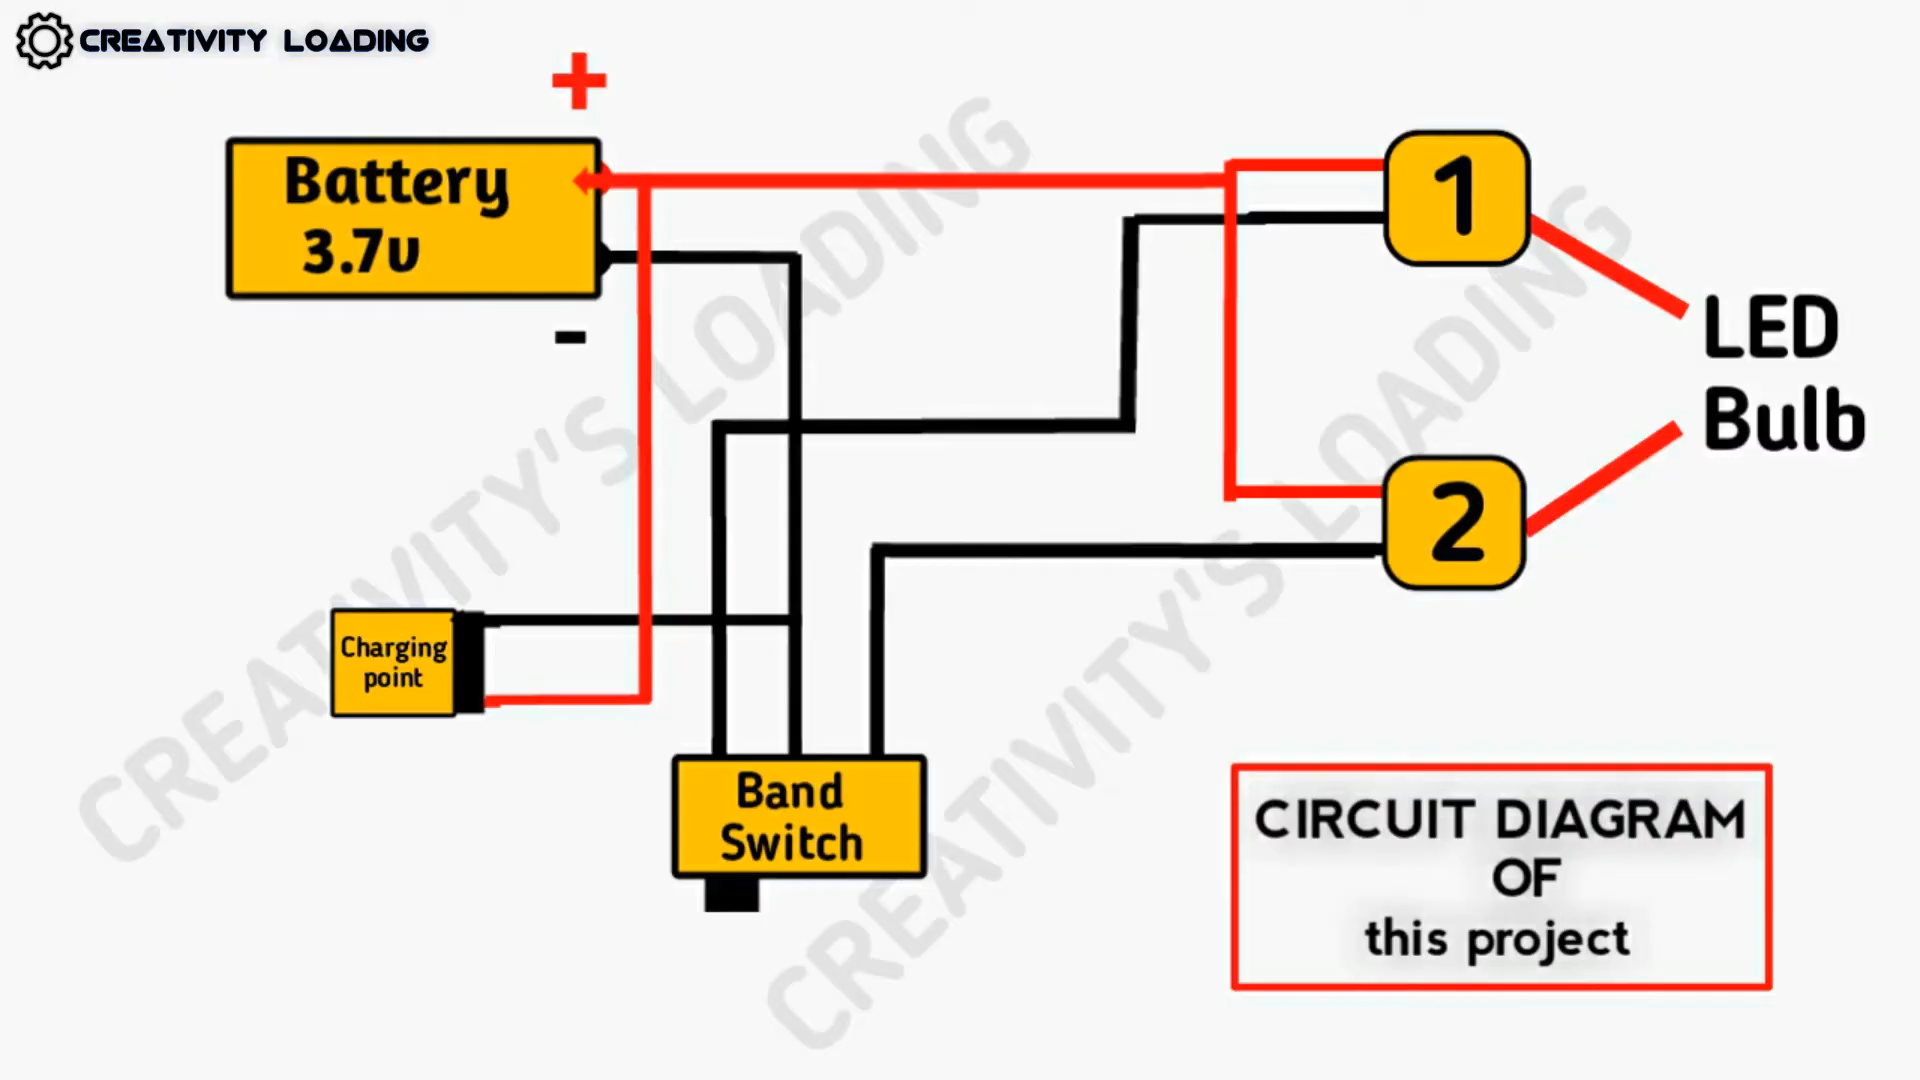 CREATIVITY LOADING
+
Battery
3.7v
-
1
LED
Bulb
2
Charging
point
Band
Switch
CIRCUIT DIAGRAM
OF
this project
CREATIVITY'S LOADING
CREATIVITY'S LOADING